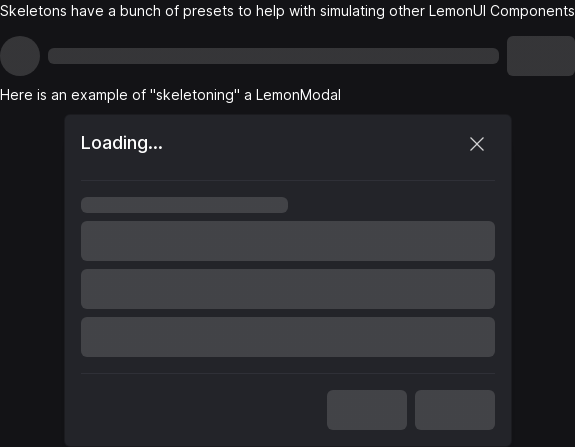 Skeletons have a bunch of presets to help with simulating other LemonUI Components
Here is an example of "skeletoning" a LemonModal
Loading...